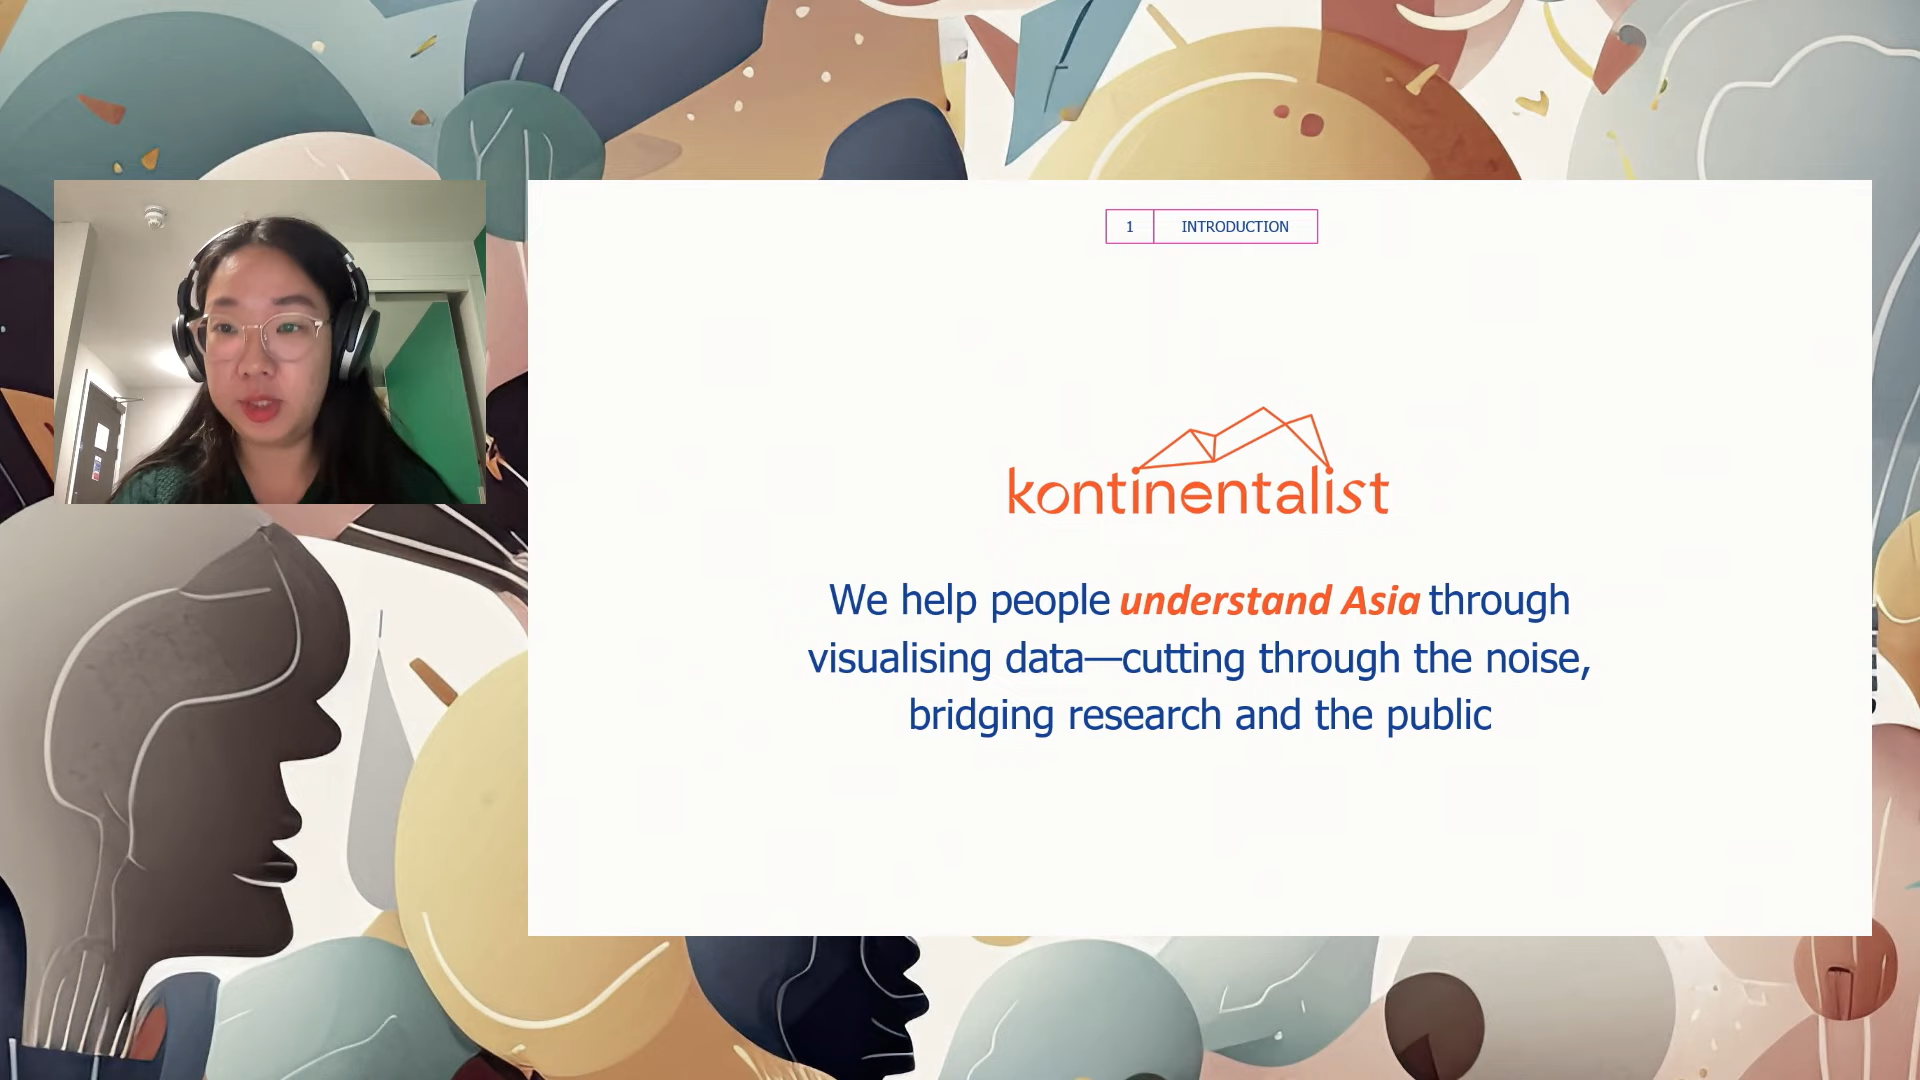 1 INTRODUCTION
kontinentalist
We help people understand Asia through
visualising data—cutting through the noise,
bridging research and the public